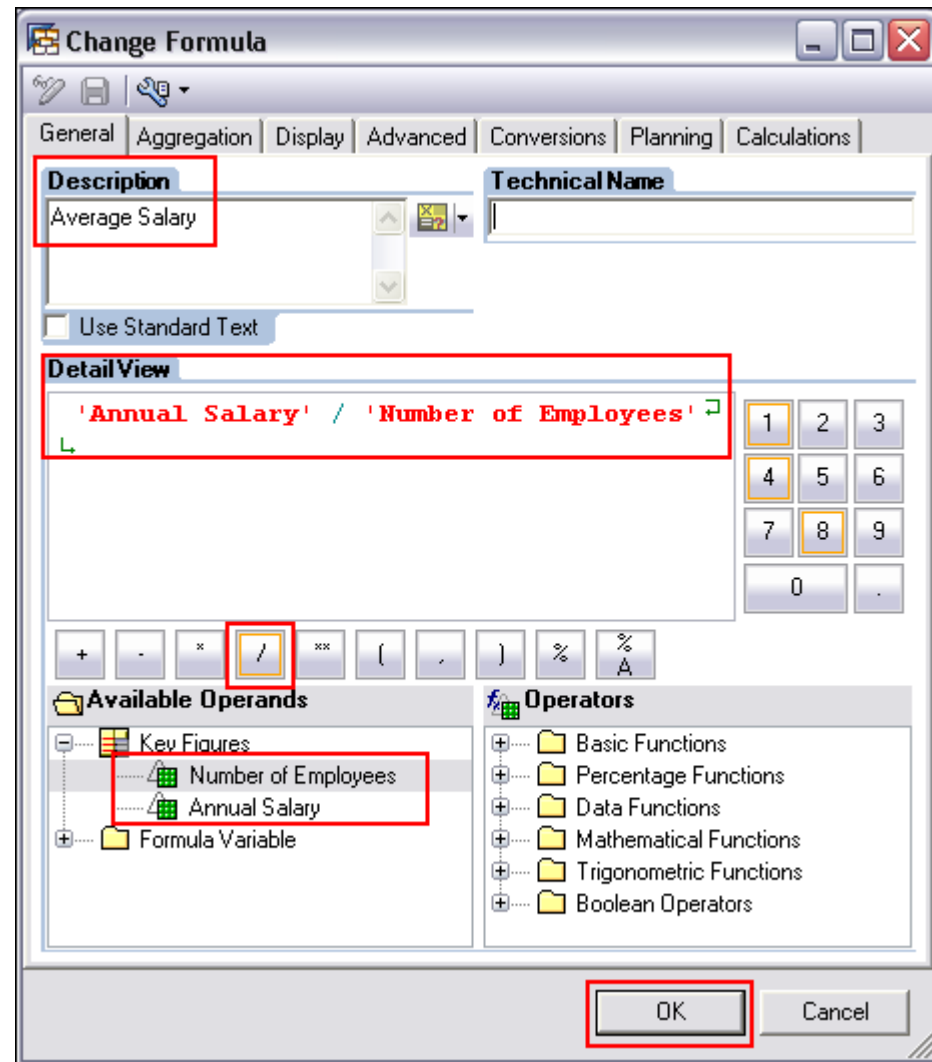 Change Formula
General Aggregation Display Advanced Conversions Planning Calculations
Description
Average Salary
Technical Name
Use Standard Text
Detail View
'Annual Salary' / 'Number of Employees'
1 2 3
4 5 6
7 8 9
0 .
+ - * / ** ( , ) % %A
Available Operands
Key Figures
Number of Employees
Annual Salary
Formula Variable
Operators
Basic Functions
Percentage Functions
Data Functions
Mathematical Functions
Trigonometric Functions
Boolean Operators
OK Cancel